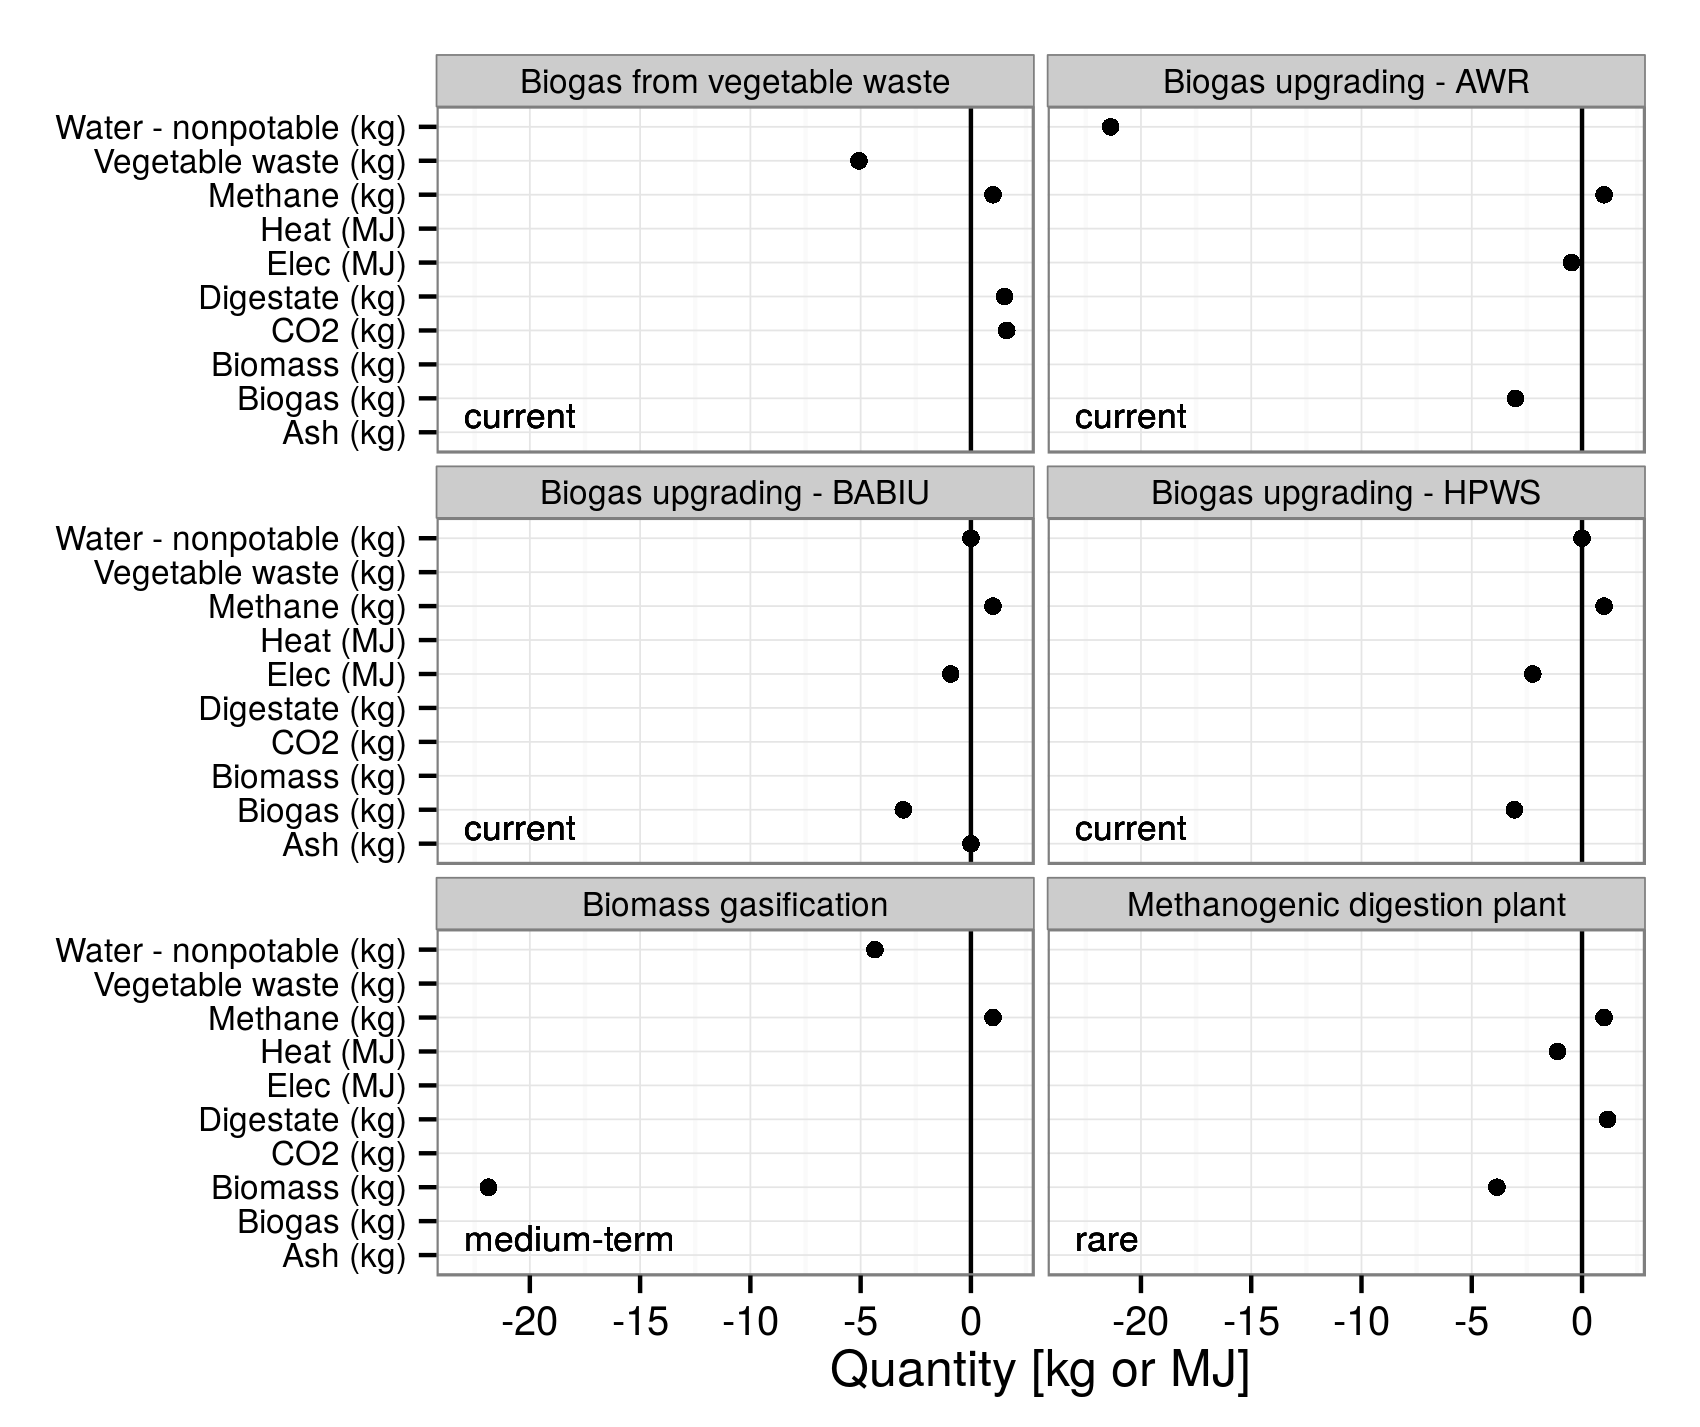 Biogas from vegetable waste
Biogas upgrading - AWR
Water - nonpotable (kg)
Vegetable waste (kg)
Methane (kg)
Heat (MJ)
Elec (MJ)
Digestate (kg)
CO2 (kg)
Biomass (kg)
Biogas (kg)
Ash (kg)
current
current
Biogas upgrading - BABIU
Biogas upgrading - HPWS
Water - nonpotable (kg)
Vegetable waste (kg)
Methane (kg)
Heat (MJ)
Elec (MJ)
Digestate (kg)
CO2 (kg)
Biomass (kg)
Biogas (kg)
Ash (kg)
current
current
Biomass gasification
Methanogenic digestion plant
Water - nonpotable (kg)
Vegetable waste (kg)
Methane (kg)
Heat (MJ)
Elec (MJ)
Digestate (kg)
CO2 (kg)
Biomass (kg)
Biogas (kg)
Ash (kg)
medium-term
rare
-20 -15 -10 -5 0
-20 -15 -10 -5 0
Quantity [kg or MJ]